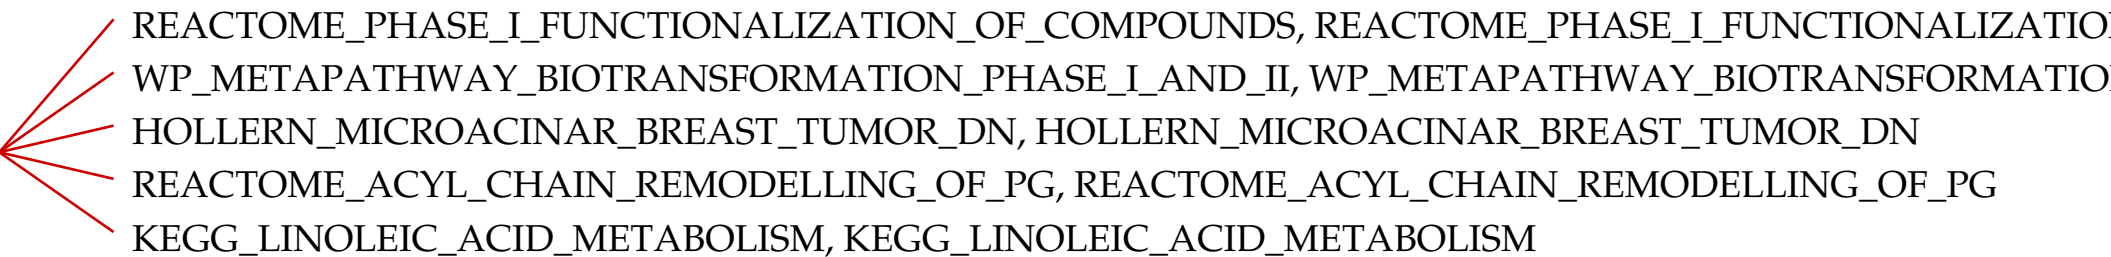 REACTOME_PHASE_I_FUNCTIONALIZATION_OF_COMPOUNDS, REACTOME_PHASE_I_FUNCTIONALIZATIO
WP_METAPATHWAY_BIOTRANSFORMATION_PHASE_I_AND_II, WP_METAPATHWAY_BIOTRANSFORMATIO
HOLLERN_MICROACINAR_BREAST_TUMOR_DN, HOLLERN_MICROACINAR_BREAST_TUMOR_DN
REACTOME_ACYL_CHAIN_REMODELLING_OF_PG, REACTOME_ACYL_CHAIN_REMODELLING_OF_PG
KEGG_LINOLEIC_ACID_METABOLISM, KEGG_LINOLEIC_ACID_METABOLISM